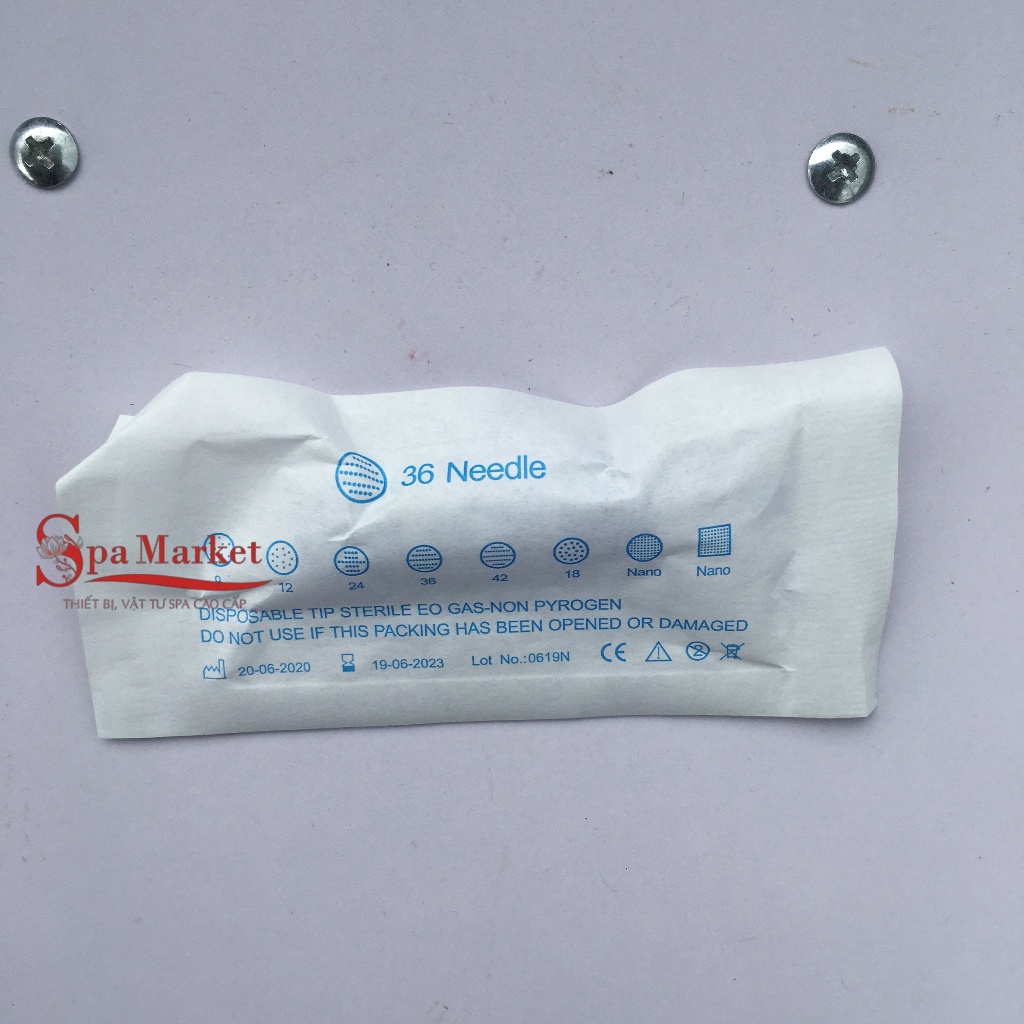 36 Needle
Spa Market
THIẾT BỊ, VẬT TƯ SPA CAO CẤP
9 12 24 36 42 18 Nano Nano
DISPOSABLE TIP STERILE EO GAS-NON PYROGEN
DO NOT USE IF THIS PACKING HAS BEEN OPENED OR DAMAGED
20-06-2020 19-06-2023 Lot No.:0619N CE